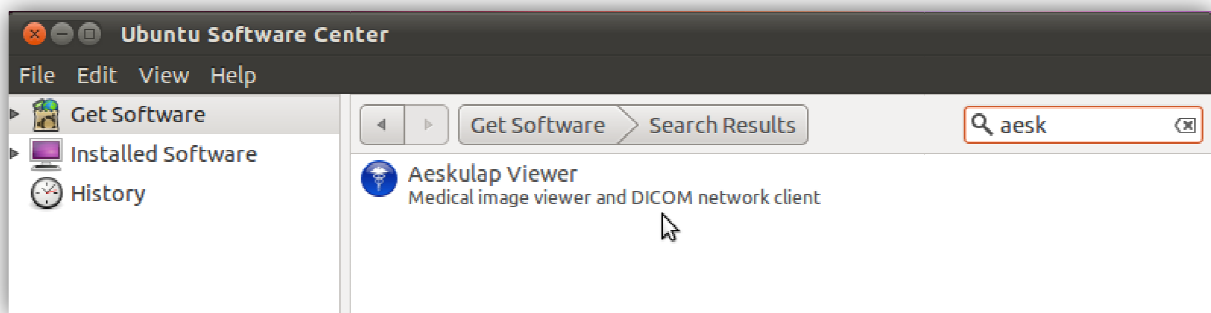 Ubuntu Software Center
File Edit View Help
Get Software
Installed Software
History
Get Software Search Results
aesk
Aeskulap Viewer
Medical image viewer and DICOM network client